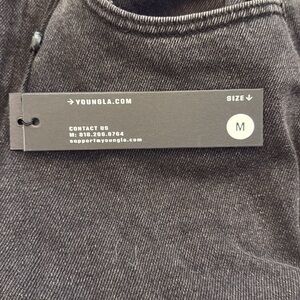 → YOUNGLA.COM
SIZE ↓
CONTACT US
M: 818.266.0764
support@youngla.com
M